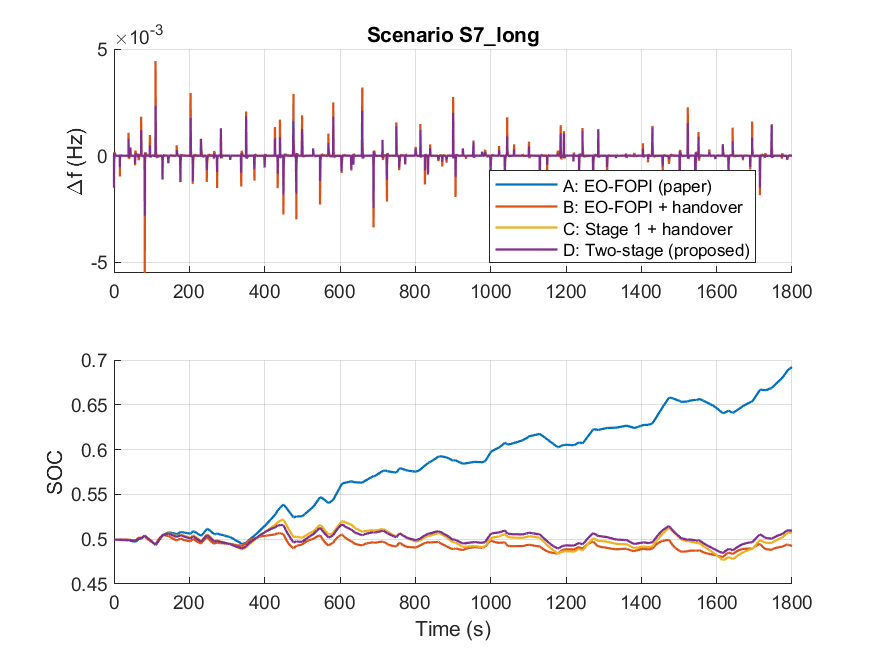 Scenario S7_long
×10⁻³
5
0
-5
Δf (Hz)
A: EO-FOPI (paper)
B: EO-FOPI + handover
C: Stage 1 + handover
D: Two-stage (proposed)
0 200 400 600 800 1000 1200 1400 1600 1800
0.7
0.65
0.6
0.55
0.5
0.45
SOC
0 200 400 600 800 1000 1200 1400 1600 1800
Time (s)